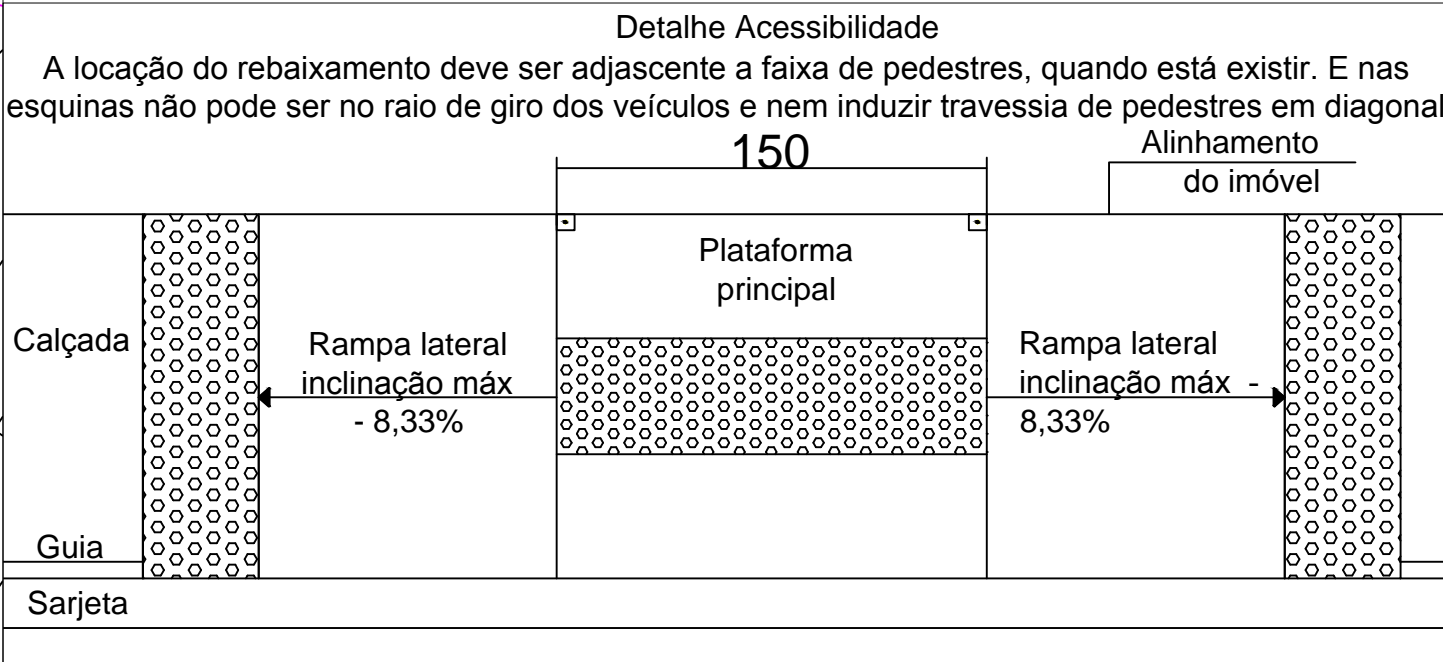 Detalhe Acessibilidade
A locação do rebaixamento deve ser adjascente a faixa de pedestres, quando está existir. E nas
esquinas não pode ser no raio de giro dos veículos e nem induzir travessia de pedestres em diagonal
150
Alinhamento
do imóvel
Plataforma
principal
Calçada
Rampa lateral
inclinação máx
- 8,33%
Rampa lateral
inclinação máx -
8,33%
Guia
Sarjeta